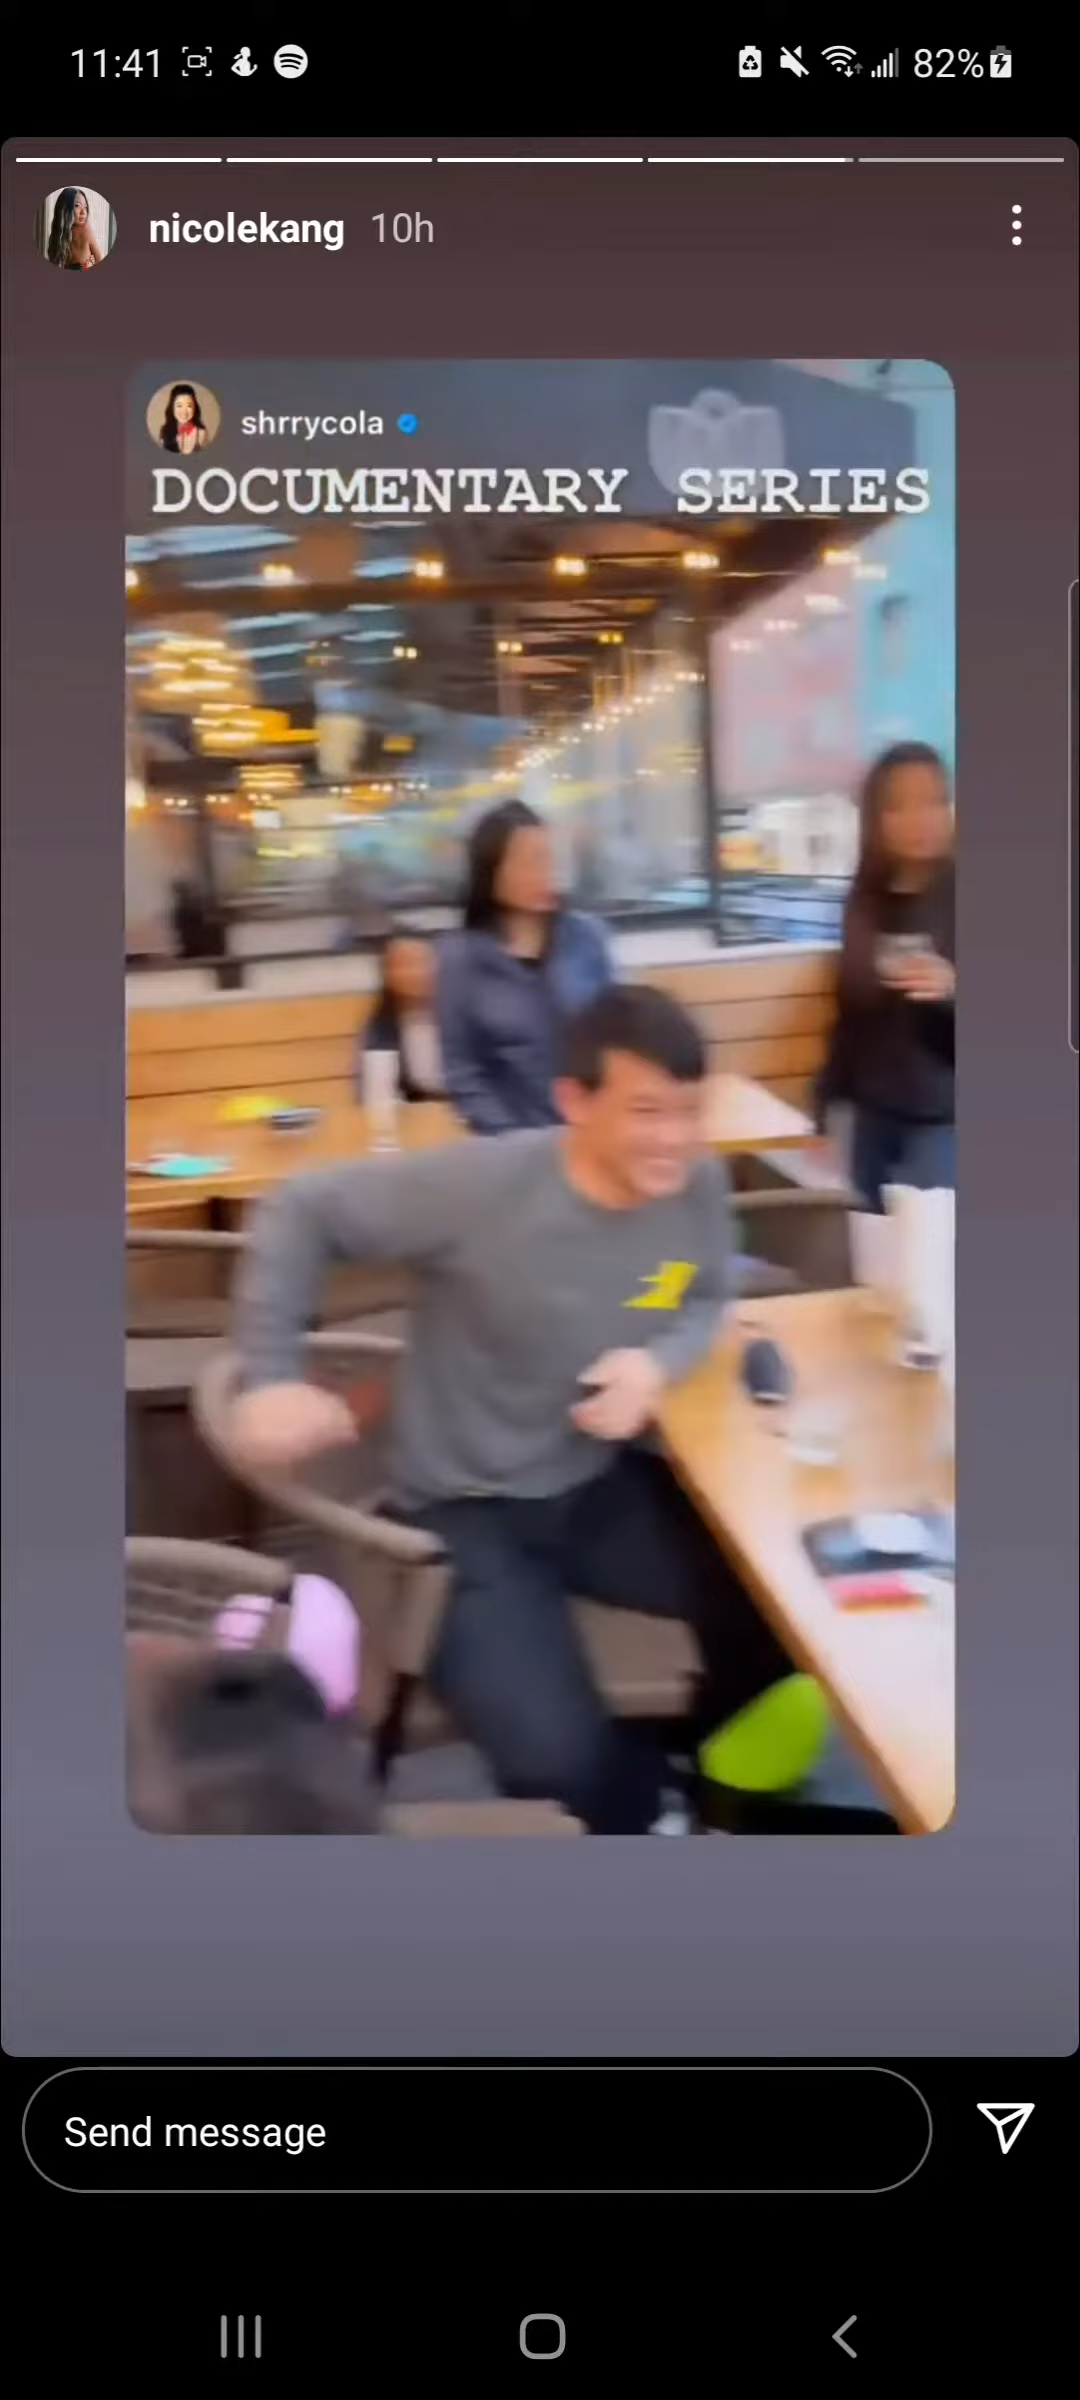 11:41
82%
nicolekang 10h
shrrycola
DOCUMENTARY SERIES
Send message